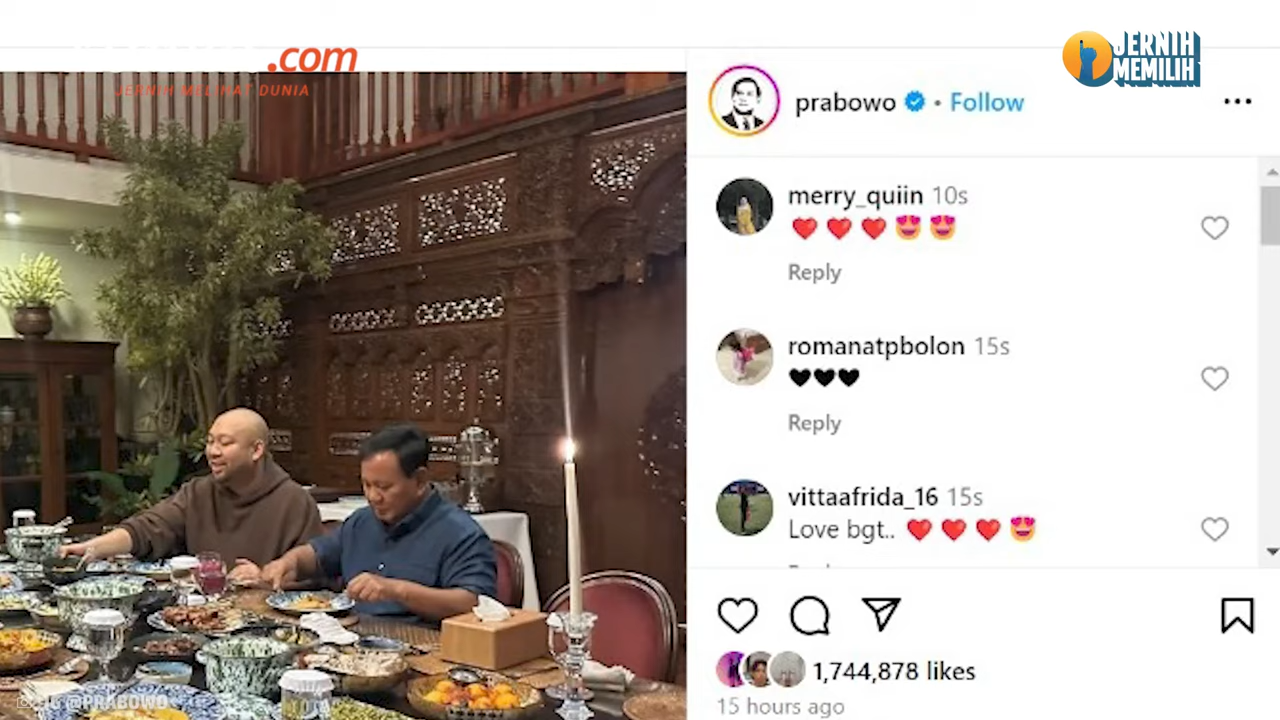 .com
JERNIH MELIHAT DUNIA
JERNIH
MEMILIH
prabowo • Follow
merry_quiin 10s
Reply
romanatpbolon 15s
Reply
vittaafrida_16 15s
Love bgt..
1,744,878 likes
15 hours ago
IG @PRABOWO